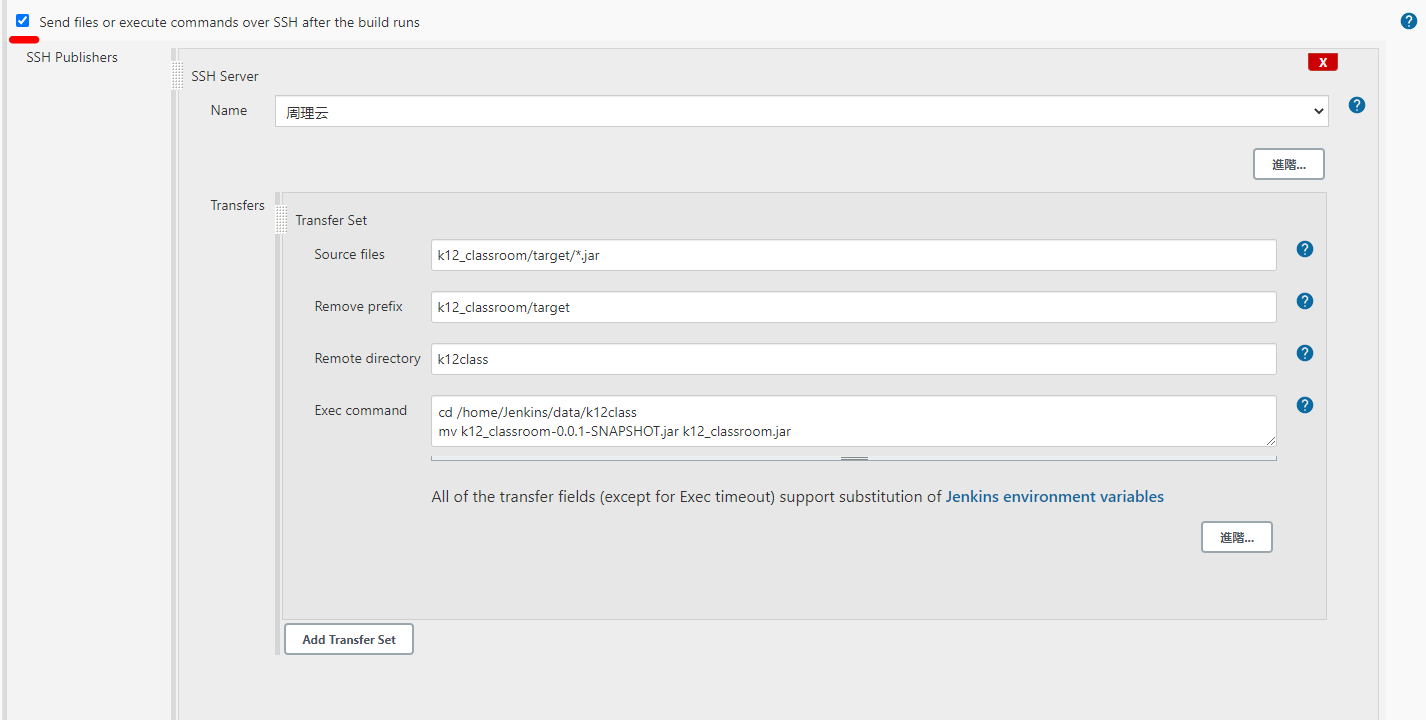 Send files or execute commands over SSH after the build runs
?
SSH Publishers
X
SSH Server
Name
周理云
?
進階...
Transfers
Transfer Set
Source files
k12_classroom/target/*.jar
?
Remove prefix
k12_classroom/target
?
Remote directory
k12class
?
Exec command
cd /home/Jenkins/data/k12class
mv k12_classroom-0.0.1-SNAPSHOT.jar k12_classroom.jar
?
All of the transfer fields (except for Exec timeout) support substitution of Jenkins environment variables
進階...
Add Transfer Set